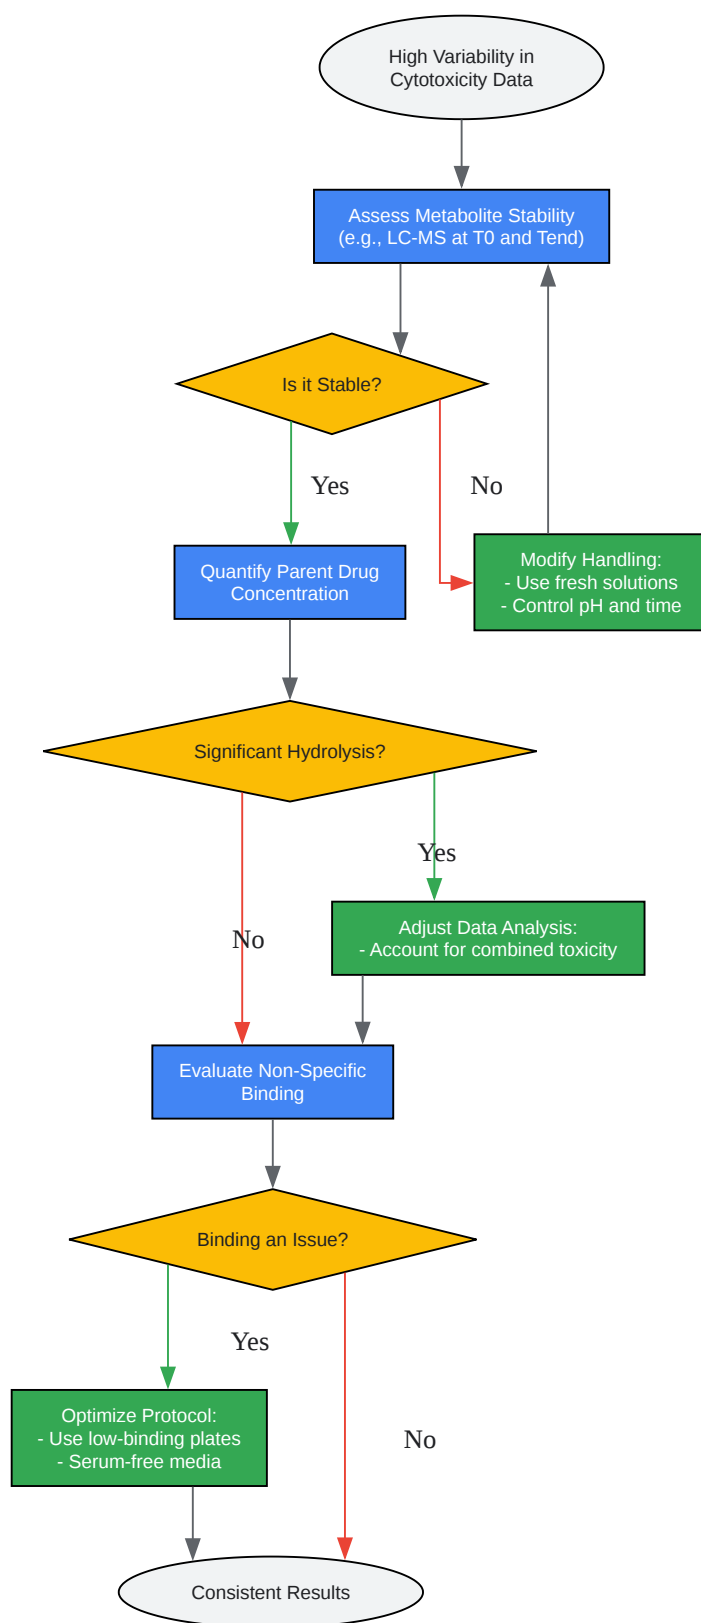 High Variability in
Cytotoxicity Data
Assess Metabolite Stability
(e.g., LC-MS at T0 and Tend)
Is it Stable?
Yes
No
Modify Handling:
- Use fresh solutions
- Control pH and time
Quantify Parent Drug
Concentration
Significant Hydrolysis?
Yes
No
Adjust Data Analysis:
- Account for combined toxicity
Evaluate Non-Specific
Binding
Binding an Issue?
Yes
No
Optimize Protocol:
- Use low-binding plates
- Serum-free media
Consistent Results